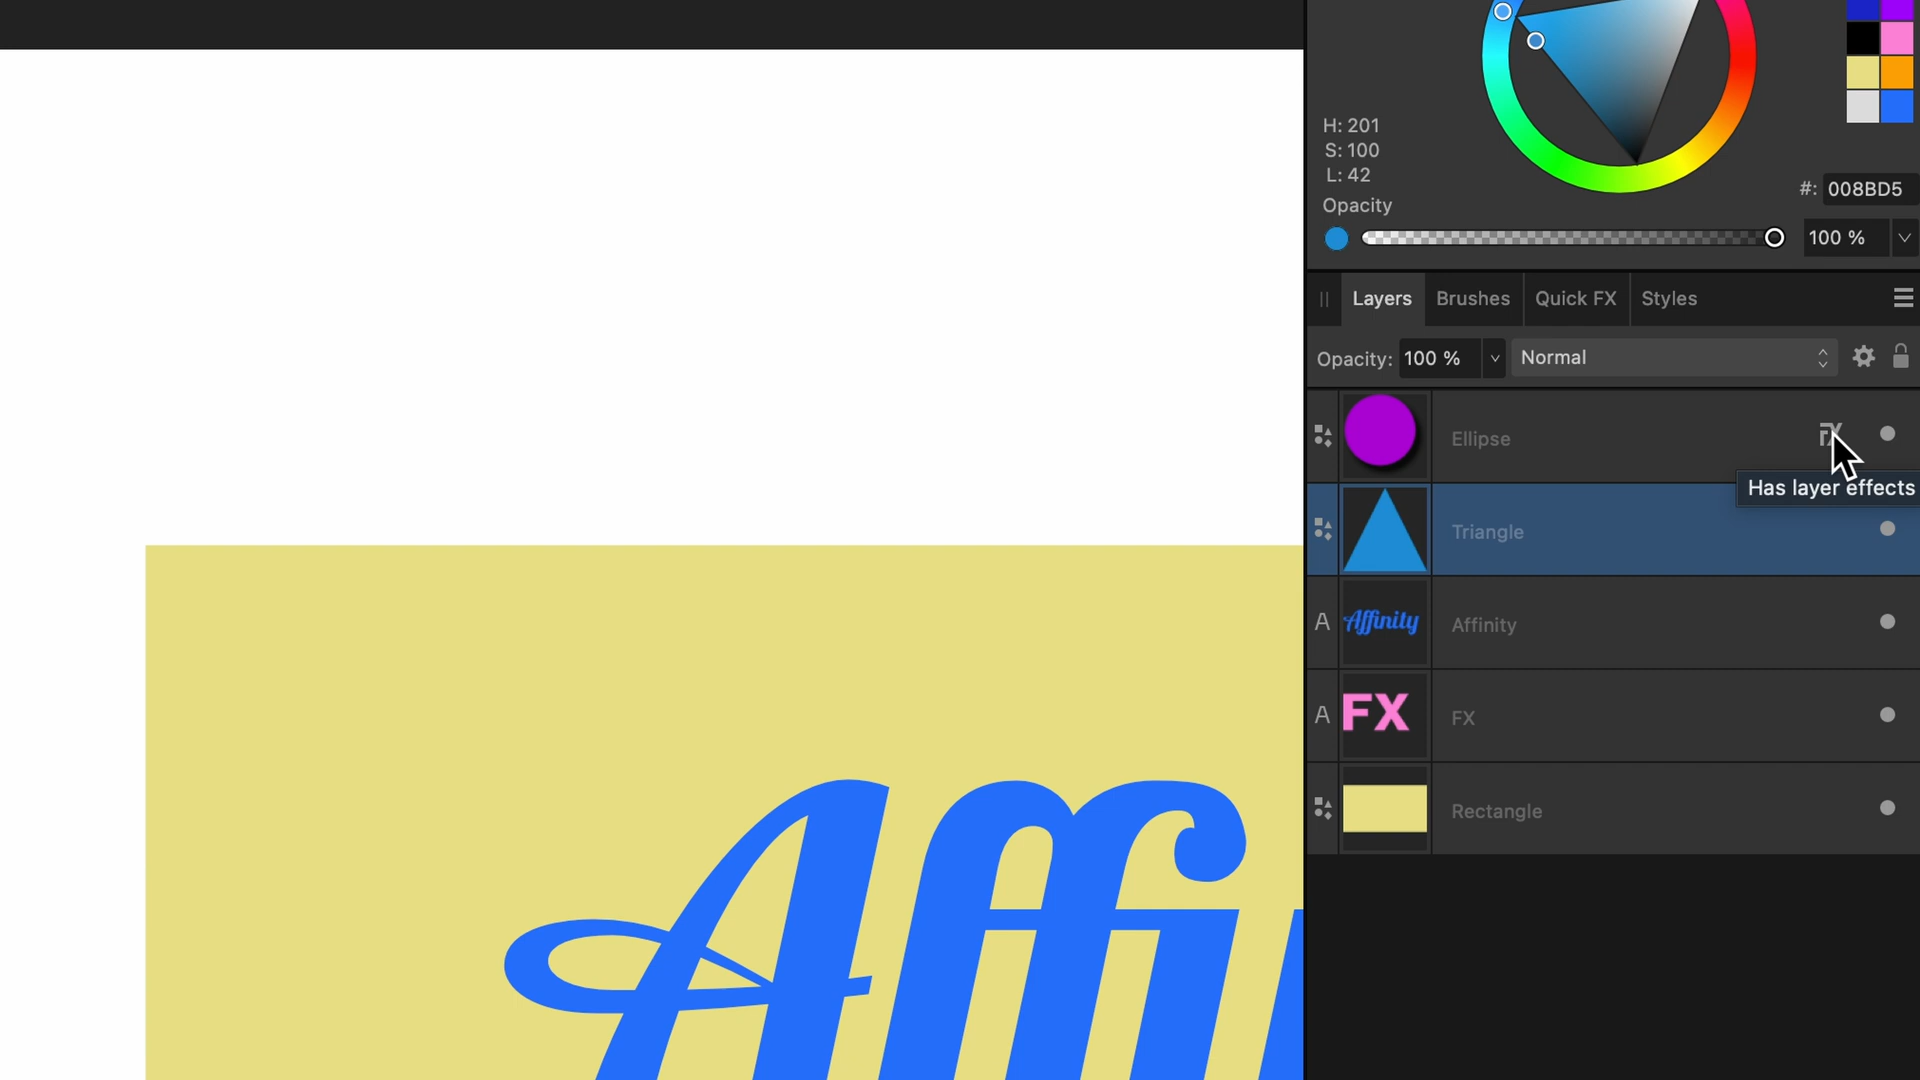 H: 201
S: 100
L: 42
#: 008BD5
Opacity
100 %
Layers Brushes Quick FX Styles
Opacity: 100 % Normal
Ellipse FX
Has layer effects
Triangle
A Affinity Affinity
A FX FX
Rectangle
Affi